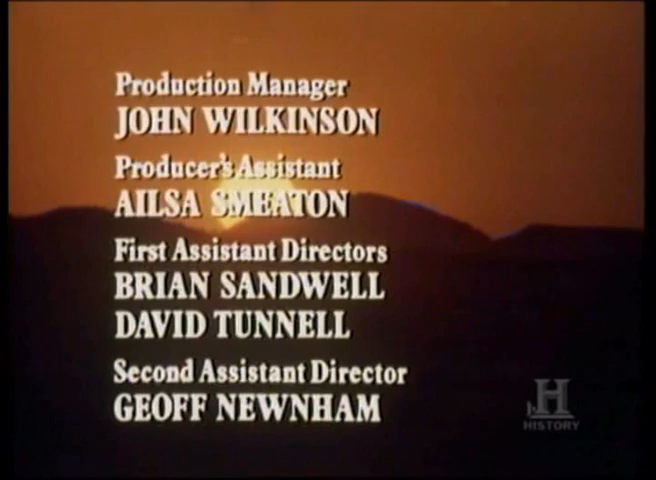 Production Manager
JOHN WILKINSON
Producer's Assistant
AILSA SMEATON
First Assistant Directors
BRIAN SANDWELL
DAVID TUNNELL
Second Assistant Director
GEOFF NEWNHAM
H
HISTORY